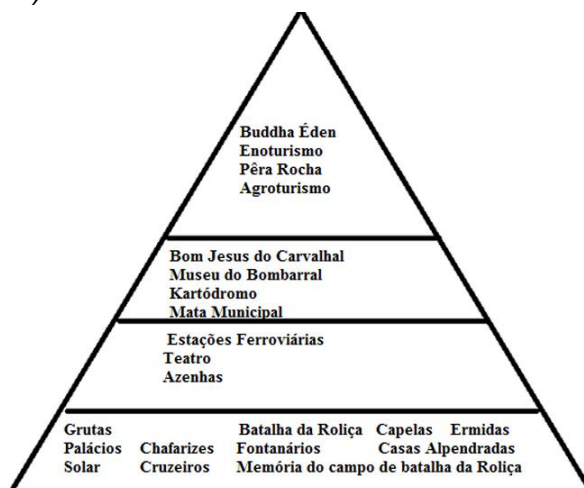 )
Buddha Éden
Enoturismo
Pêra Rocha
Agroturismo
Bom Jesus do Carvalhal
Museu do Bombarral
Kartódromo
Mata Municipal
Estações Ferroviárias
Teatro
Azenhas
Grutas Batalha da Roliça Capelas Ermidas
Palácios Chafarizes Fontanários Casas Alpendradas
Solar Cruzeiros Memória do campo de batalha da Roliça